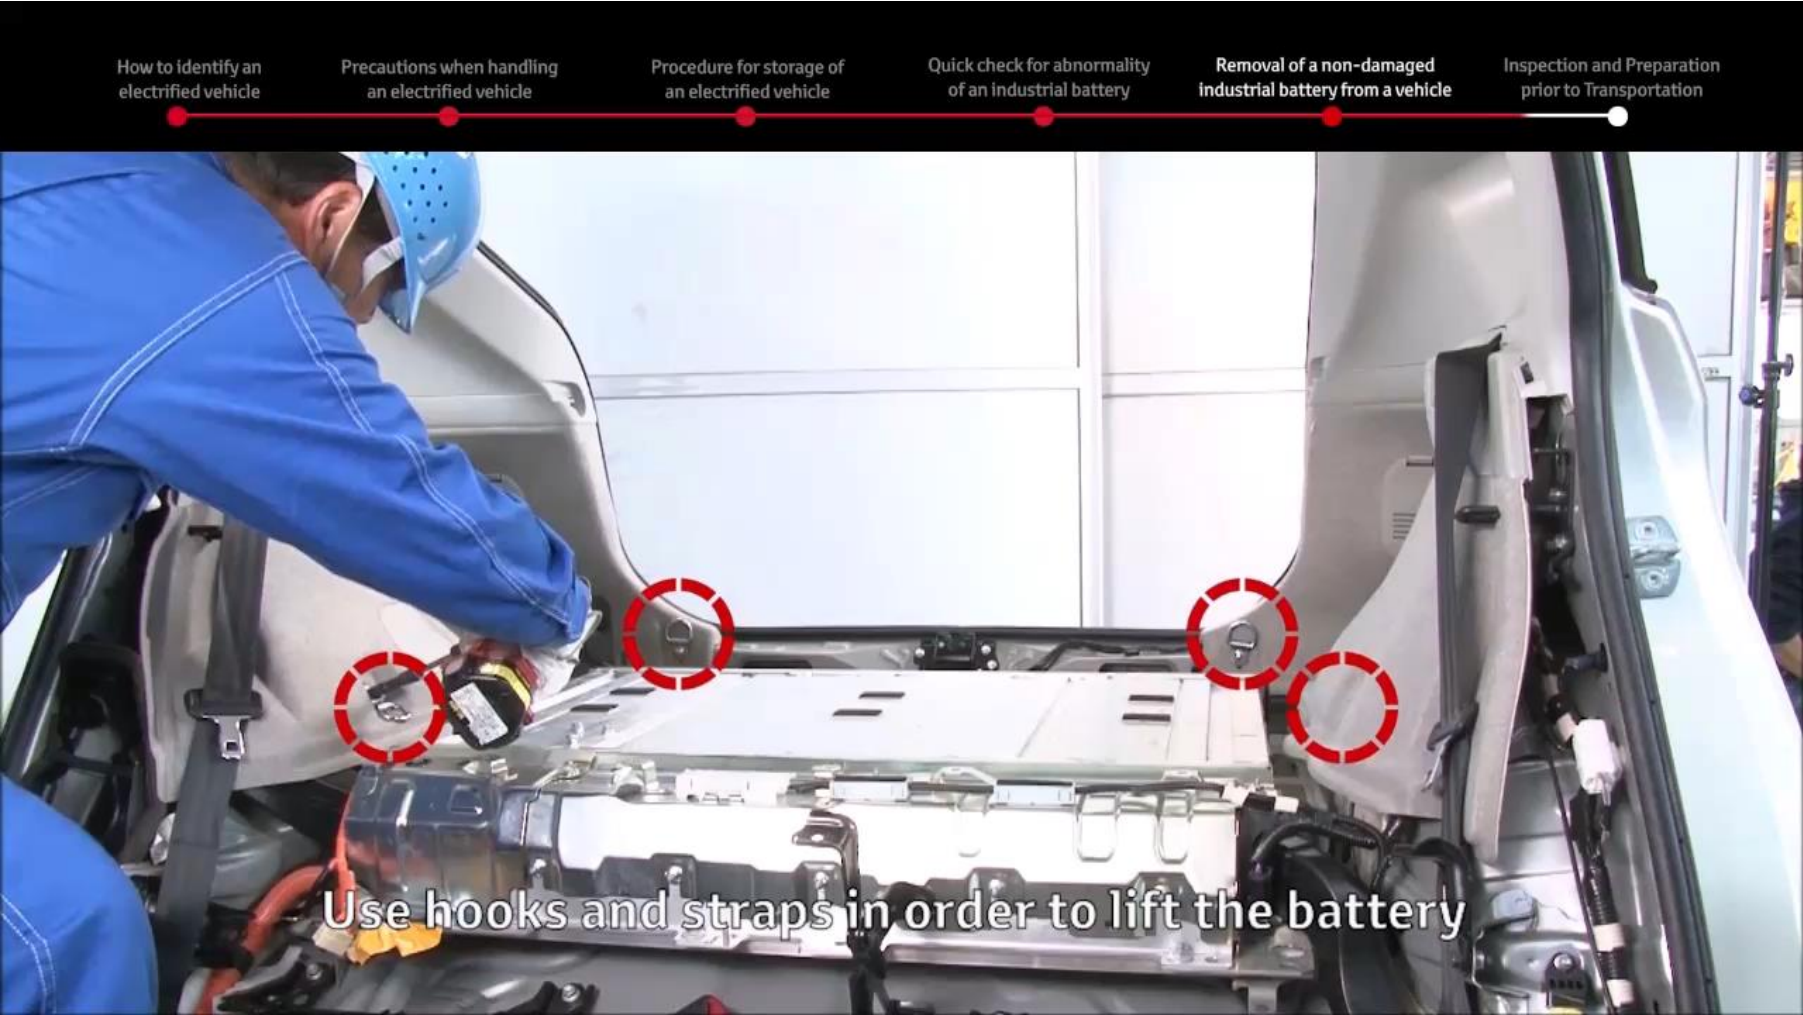 How to identify an
electrified vehicle
Precautions when handling
an electrified vehicle
Procedure for storage of
an electrified vehicle
Quick check for abnormality
of an industrial battery
Removal of a non-damaged
industrial battery from a vehicle
Inspection and Preparation
prior to Transportation
Use hooks and straps in order to lift the battery